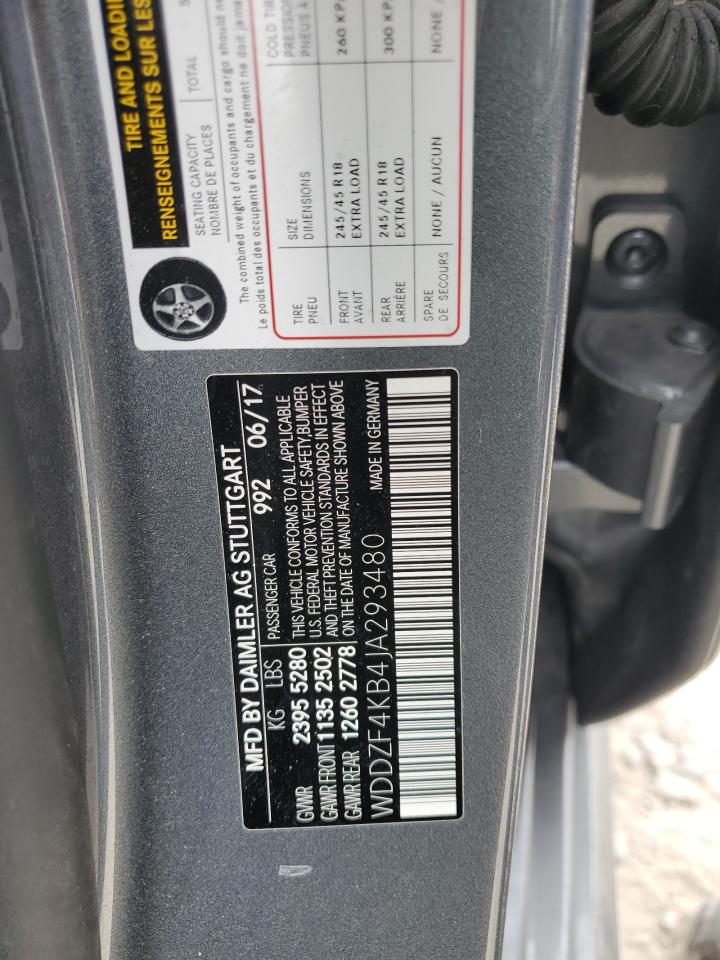 TIRE AND LOADI
RENSEIGNEMENTS SUR LES
SEATING CAPACITY
NOMBRE DE PLACES
TOTAL
The combined weight of occupants and cargo should ne
Le poids total des occupants et du chargement ne doit jama
TIRE
PNEU
SIZE
DIMENSIONS
COLD TI
PRESSIO
PNEUS À
FRONT
AVANT
245/45 R18
EXTRA LOAD
260 KP
REAR
ARRIÈRE
245/45 R18
EXTRA LOAD
300 KP
SPARE
DE SECOURS
NONE / AUCUN
NONE /
MFD BY DAIMLER AG STUTTGART
KG LBS PASSENGER CAR 992 06/17
GVWR 2395 5280 THIS VEHICLE CONFORMS TO ALL APPLICABLE
U.S. FEDERAL MOTOR VEHICLE SAFETY,BUMPER
GAWR FRONT 1135 2502 AND THEFT PREVENTION STANDARDS IN EFFECT
GAWR REAR 1260 2778 ON THE DATE OF MANUFACTURE SHOWN ABOVE
WDDZF4KB4JA293480 MADE IN GERMANY